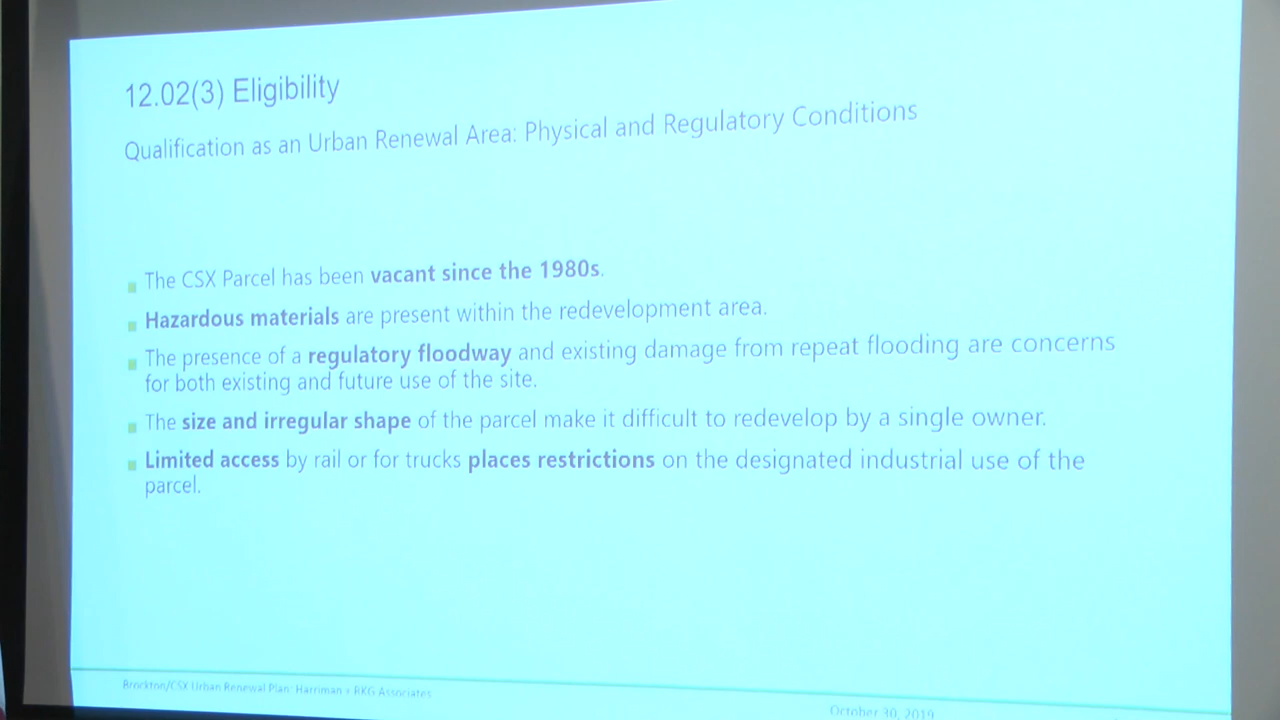 12.02(3) Eligibility
Qualification as an Urban Renewal Area: Physical and Regulatory Conditions
The CSX Parcel has been vacant since the 1980s.
Hazardous materials are present within the redevelopment area.
The presence of a regulatory floodway and existing damage from repeat flooding are concerns
for both existing and future use of the site.
The size and irregular shape of the parcel make it difficult to redevelop by a single owner.
Limited access by rail or for trucks places restrictions on the designated industrial use of the
parcel.
Brockton/CSX Urban Renewal Plan: Harriman + RKG Associates
October 30, 2019